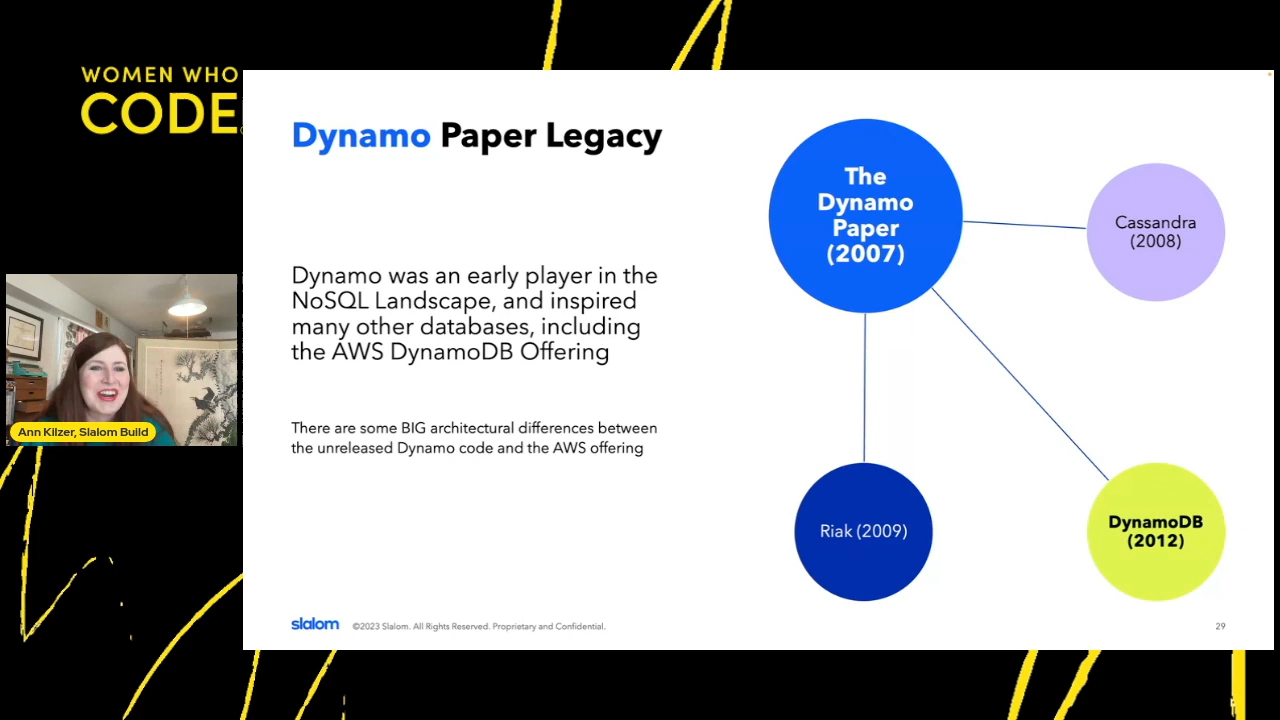 WOMEN WHO
CODE
Dynamo Paper Legacy
Dynamo was an early player in the
NoSQL Landscape, and inspired
many other databases, including
the AWS DynamoDB Offering
There are some BIG architectural differences between
the unreleased Dynamo code and the AWS offering
The
Dynamo
Paper
(2007)
Cassandra
(2008)
Riak (2009)
DynamoDB
(2012)
Ann Kilzer, Slalom Build
slalom
©2023 Slalom. All Rights Reserved. Proprietary and Confidential.
29